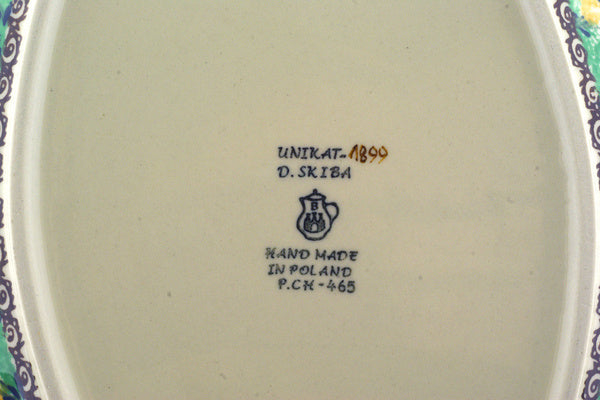 UNIKAT-1899
D. SKIBA
B
HAND MADE
IN POLAND
P.CH-465